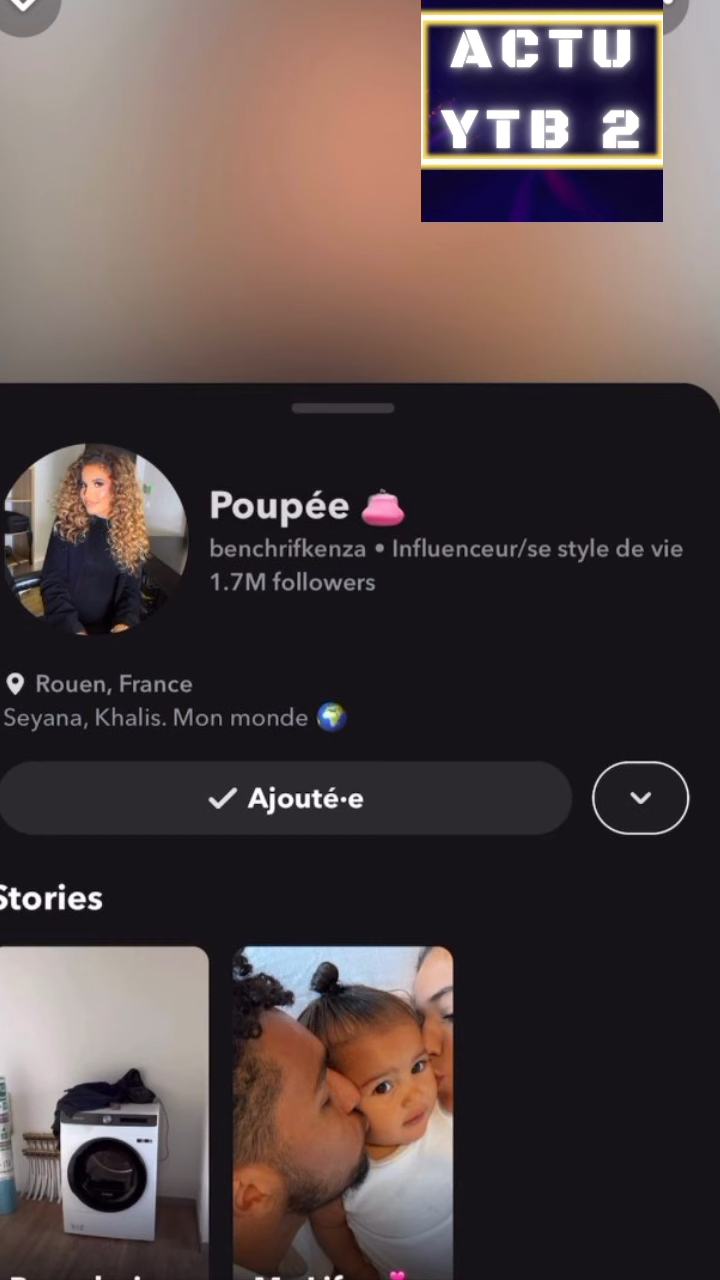 ACTU
YTB 2
Poupée 👛
benchrifkenza • Influenceur/se style de vie
1.7M followers
Rouen, France
Seyana, Khalis. Mon monde 🌍
Ajouté·e
Stories